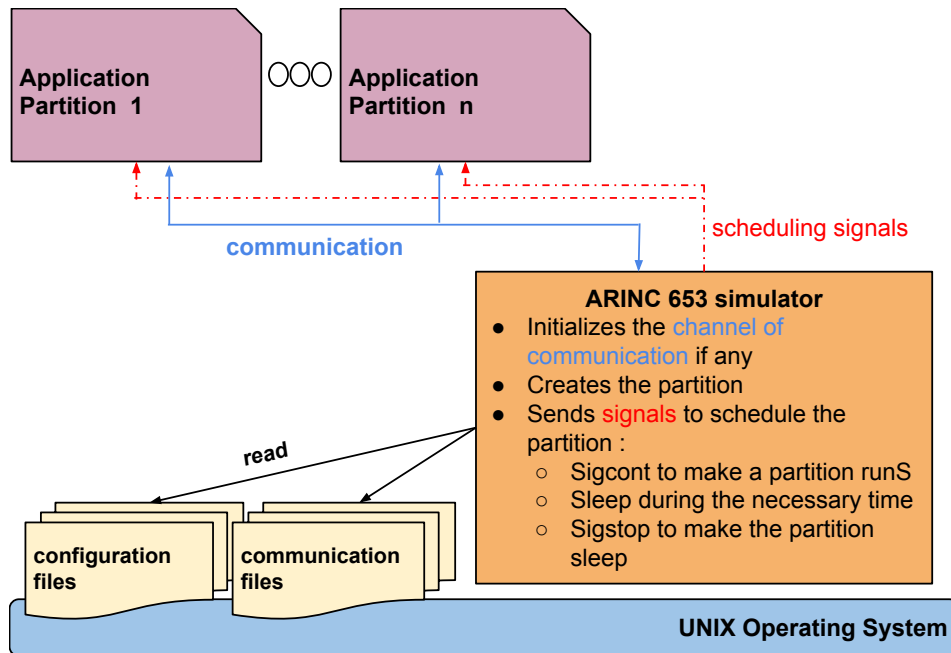 Application
Partition 1
Application
Partition n
scheduling signals
communication
ARINC 653 simulator
● Initializes the channel of
communication if any
● Creates the partition
● Sends signals to schedule the
partition :
○ Sigcont to make a partition runS
○ Sleep during the necessary time
○ Sigstop to make the partition
sleep
read
configuration
files
communication
files
UNIX Operating System